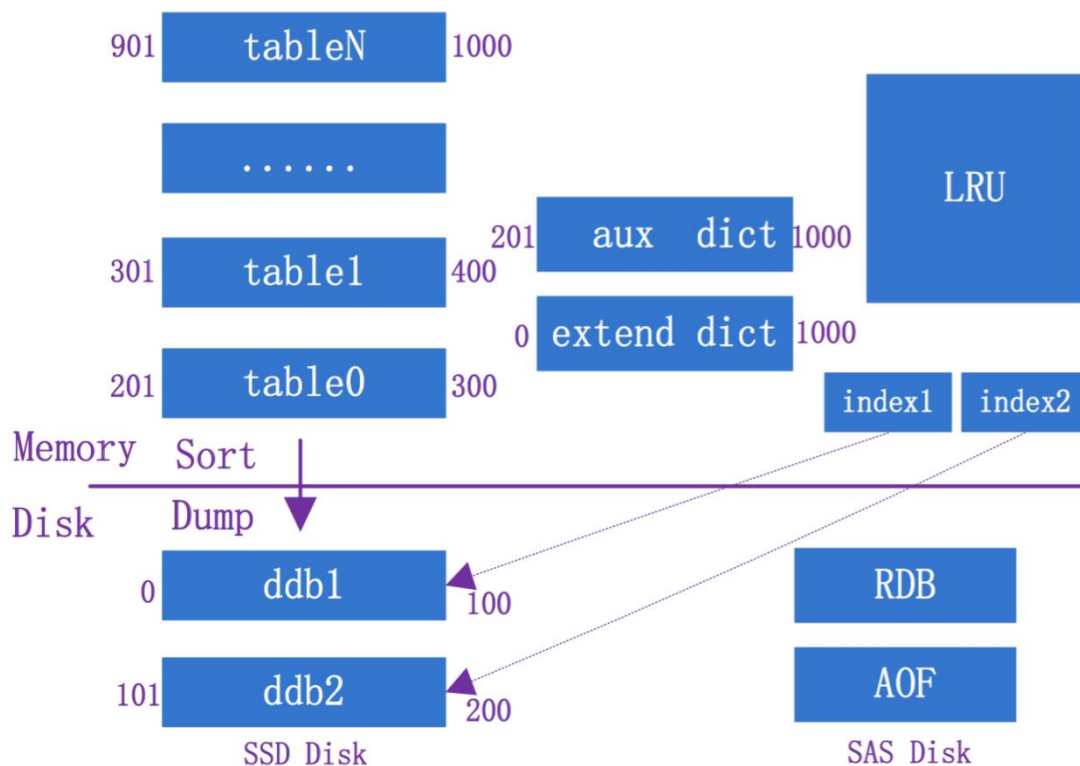 901 tableN 1000
......
LRU
201 aux dict 1000
301 table1 400
0 extend dict 1000
201 table0 300
index1 index2
Memory Sort
Disk Dump
0 ddb1 100
RDB
101 ddb2 200
AOF
SSD Disk
SAS Disk